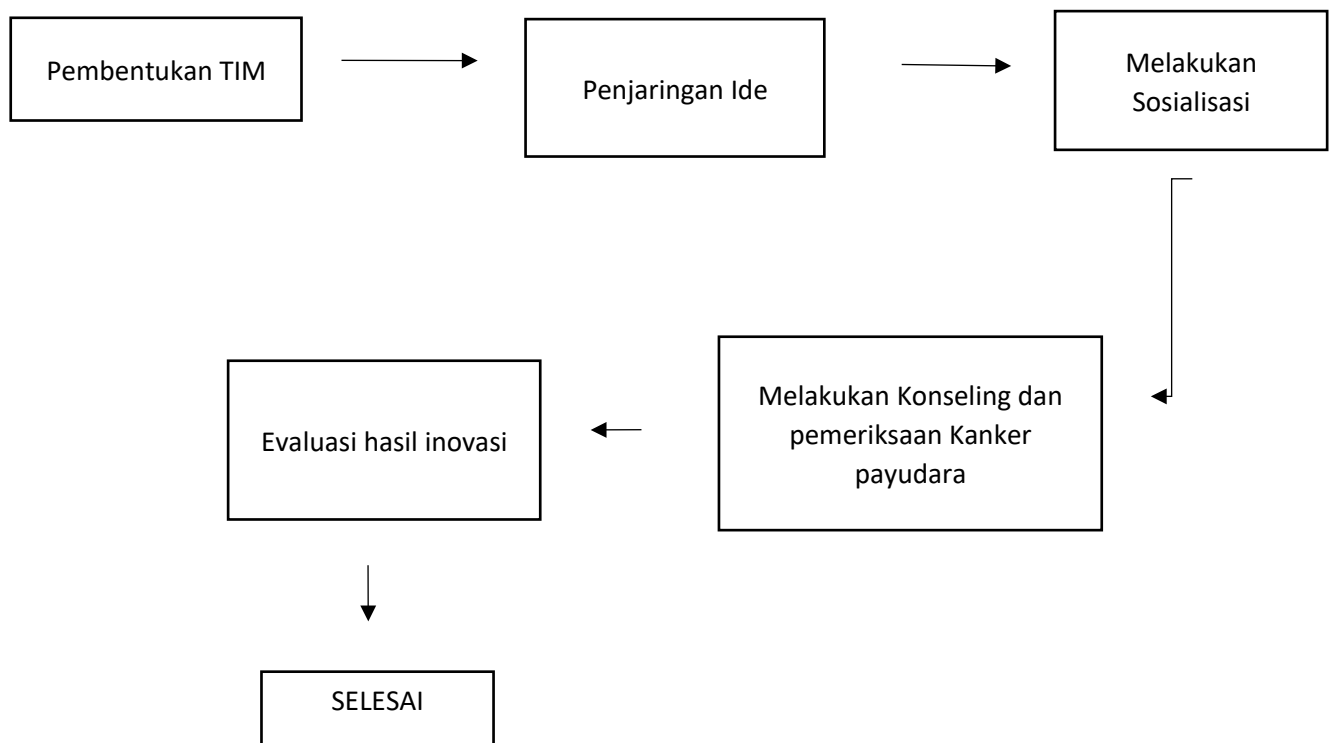 Pembentukan TIM
Penjaringan Ide
Melakukan
Sosialisasi
Melakukan Konseling dan
pemeriksaan Kanker
payudara
Evaluasi hasil inovasi
SELESAI